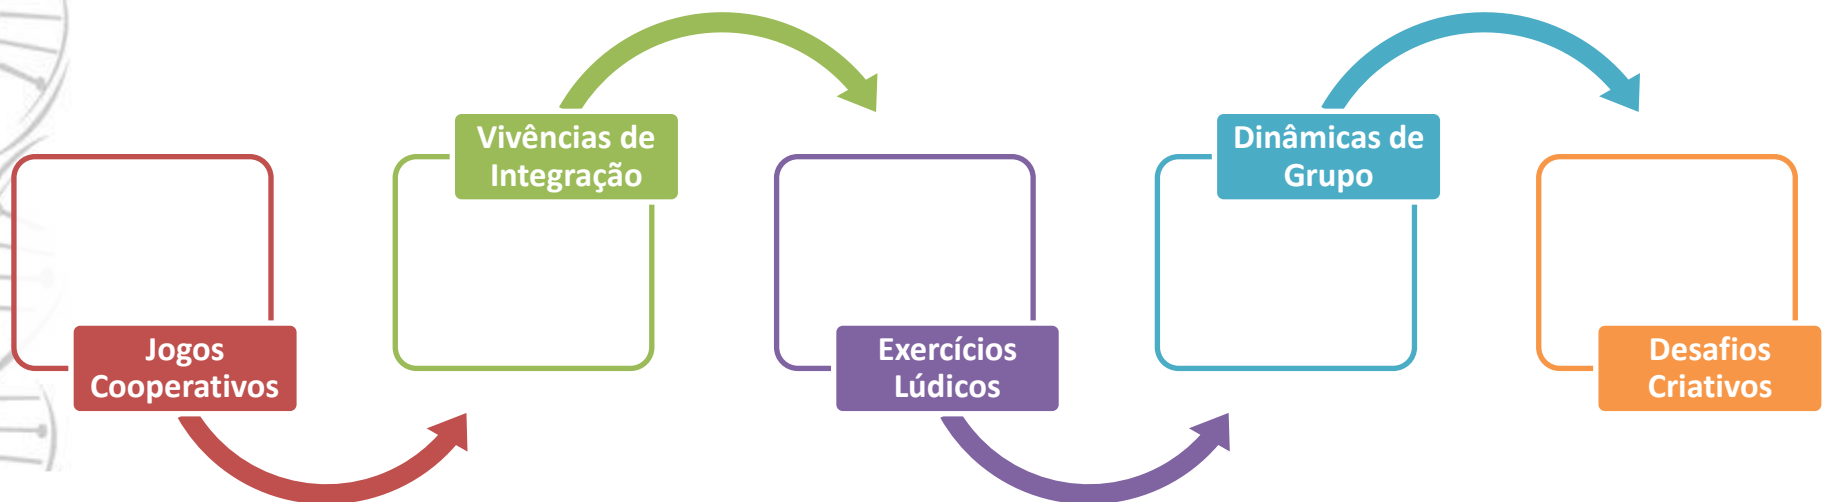 Jogos
Cooperativos
Vivências de
Integração
Exercícios
Lúdicos
Dinâmicas de
Grupo
Desafios
Criativos